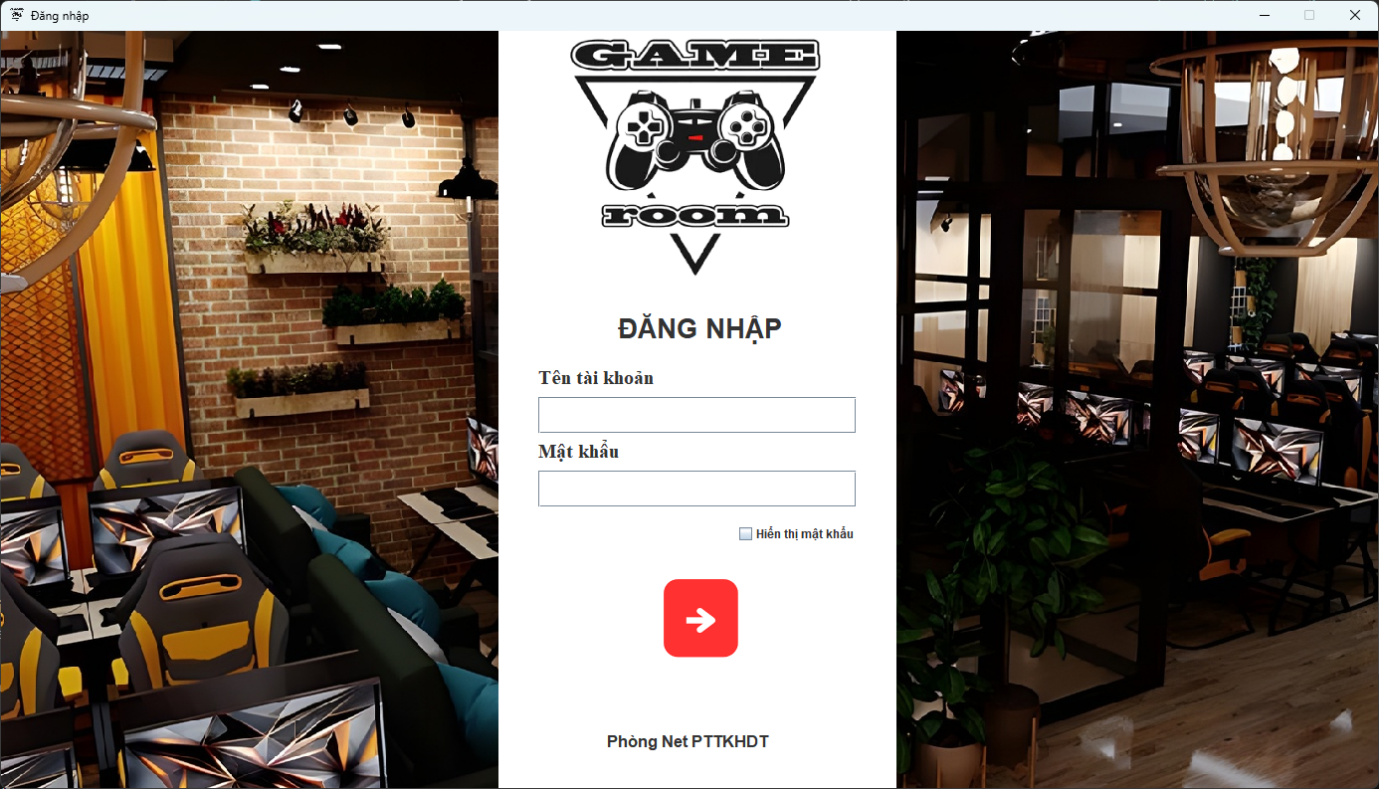 Đăng nhập
GAME
room
ĐĂNG NHẬP
Tên tài khoản
Mật khẩu
Hiển thị mật khẩu
Phòng Net PTTKHDT